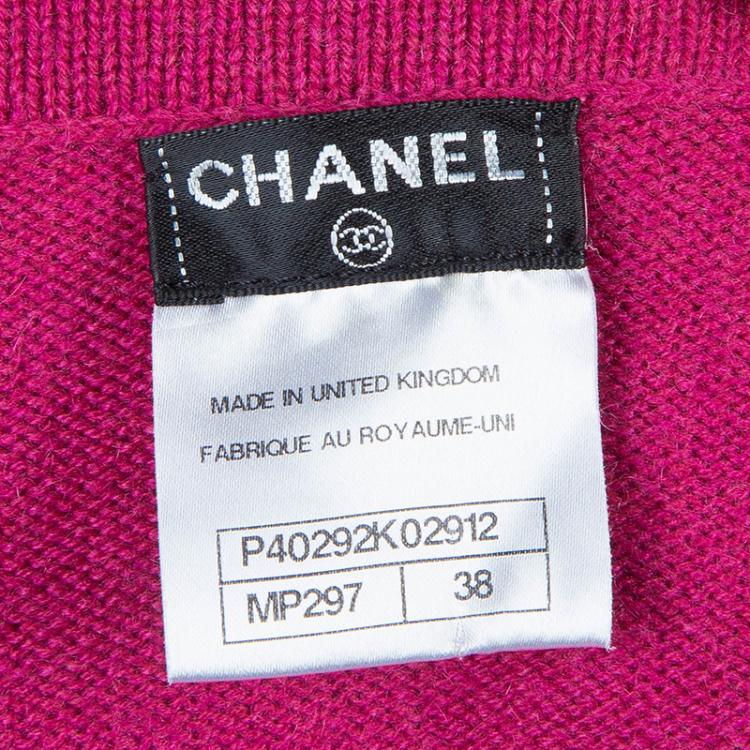 CHANEL
MADE IN UNITED KINGDOM
FABRIQUE AU ROYAUME-UNI
P40292K02912
MP297 38